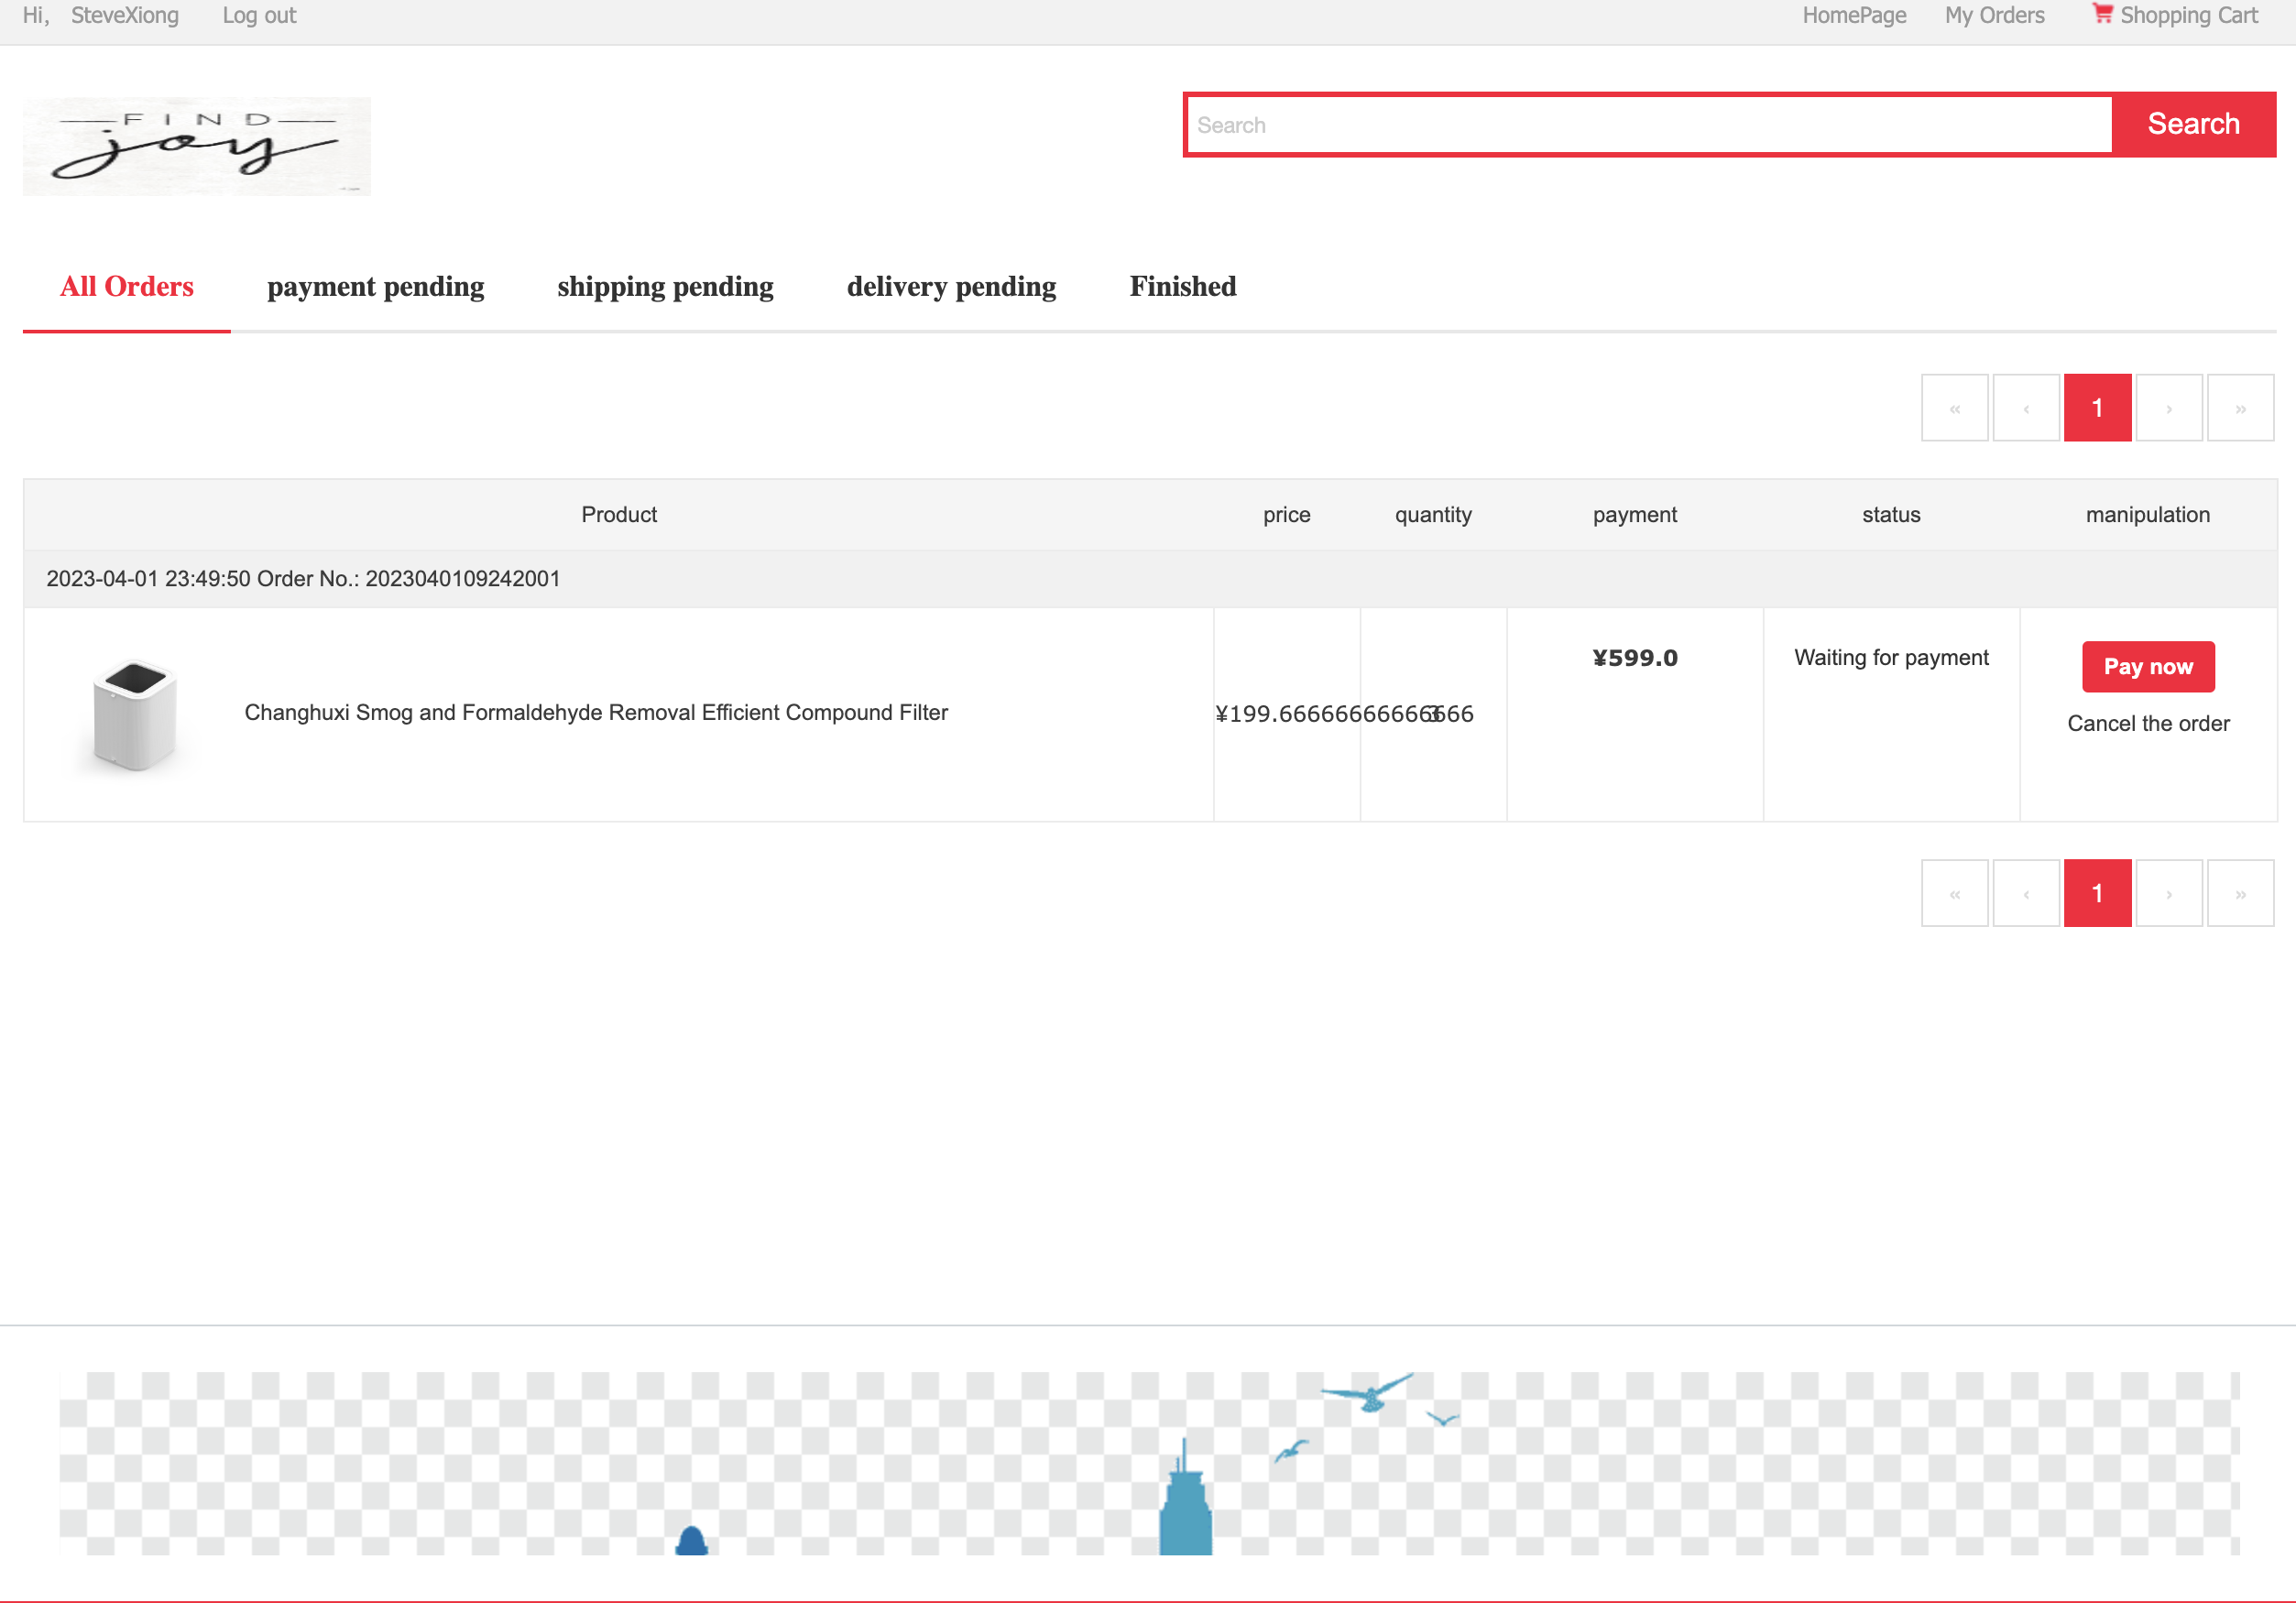 Hi, SteveXiong Log out HomePage My Orders Shopping Cart
FIND
joy
Search Search
All Orders payment pending shipping pending delivery pending Finished
« ‹ 1 › »
Product price quantity payment status manipulation
2023-04-01 23:49:50 Order No.: 2023040109242001
¥599.0 Waiting for payment Pay now
Changhuxi Smog and Formaldehyde Removal Efficient Compound Filter
Cancel the order
« ‹ 1 › »